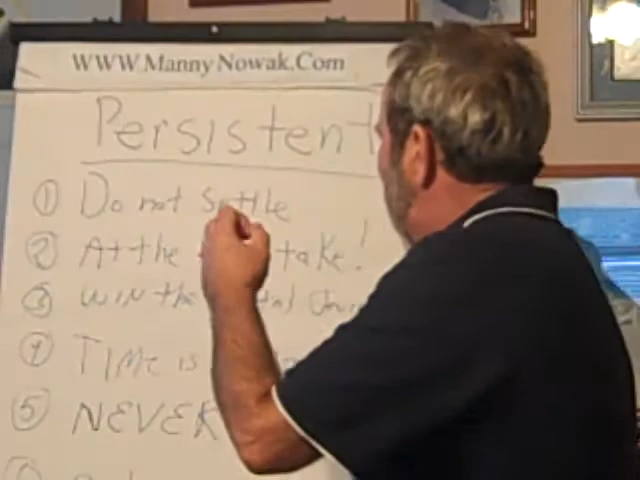 WWW.MannyNowak.Com
Persistent
① Do not Settle
② At the take!
③ WIN the
④ TIME is
⑤ NEVER